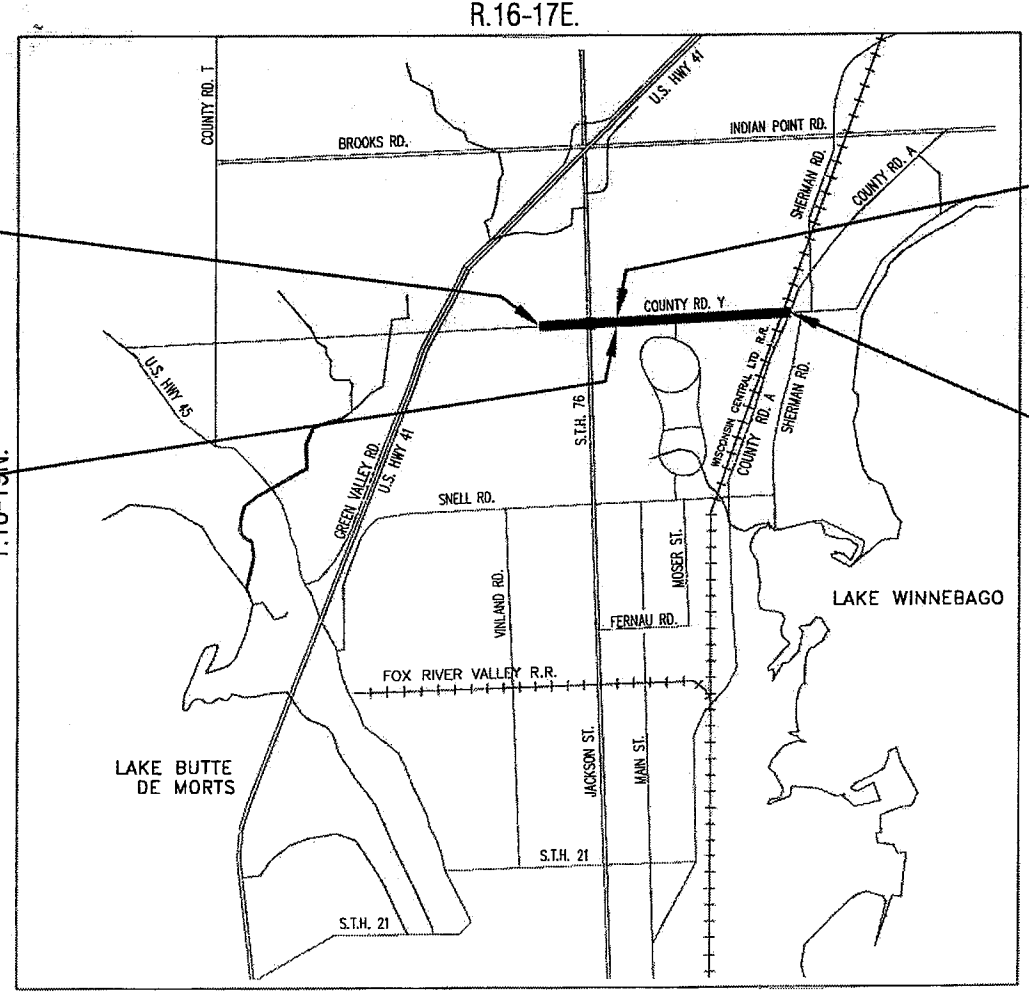 R.16-17E.
COUNTY RD. T
U.S. HWY 41
BROOKS RD.
INDIAN POINT RD.
SHERMAN RD.
COUNTY RD. A
COUNTY RD. Y
U.S. HWY 45
S.T.H. 76
WISCONSIN CENTRAL LTD R.R.
COUNTY RD. A
SHERMAN RD.
GREEN VALLEY RD.
U.S. HWY 41
SNELL RD.
VINLAND RD.
MOSER ST.
FERNAU RD.
LAKE WINNEBAGO
FOX RIVER VALLEY R.R.
LAKE BUTTE
DE MORTS
JACKSON ST.
MAIN ST.
S.T.H. 21
S.T.H. 21